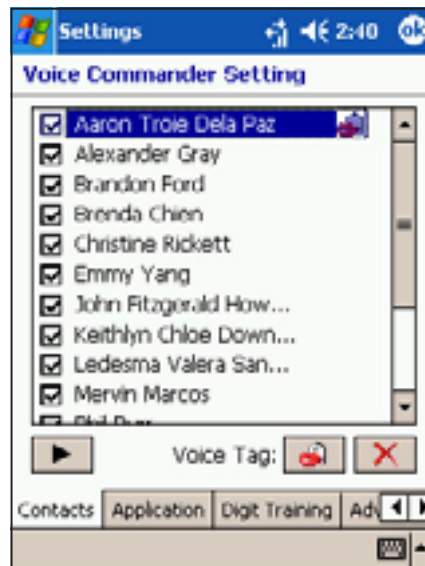 Settings 2:40 ok
Voice Commander Setting
Aaron Troie Dela Paz
Alexander Gray
Brandon Ford
Brenda Chien
Christine Rickett
Emmy Yang
John Fitzgerald How...
Keithlyn Chloe Down...
Ledesma Valera San...
Mervin Marcos
Voice Tag:
Contacts Application Digit Training Adv